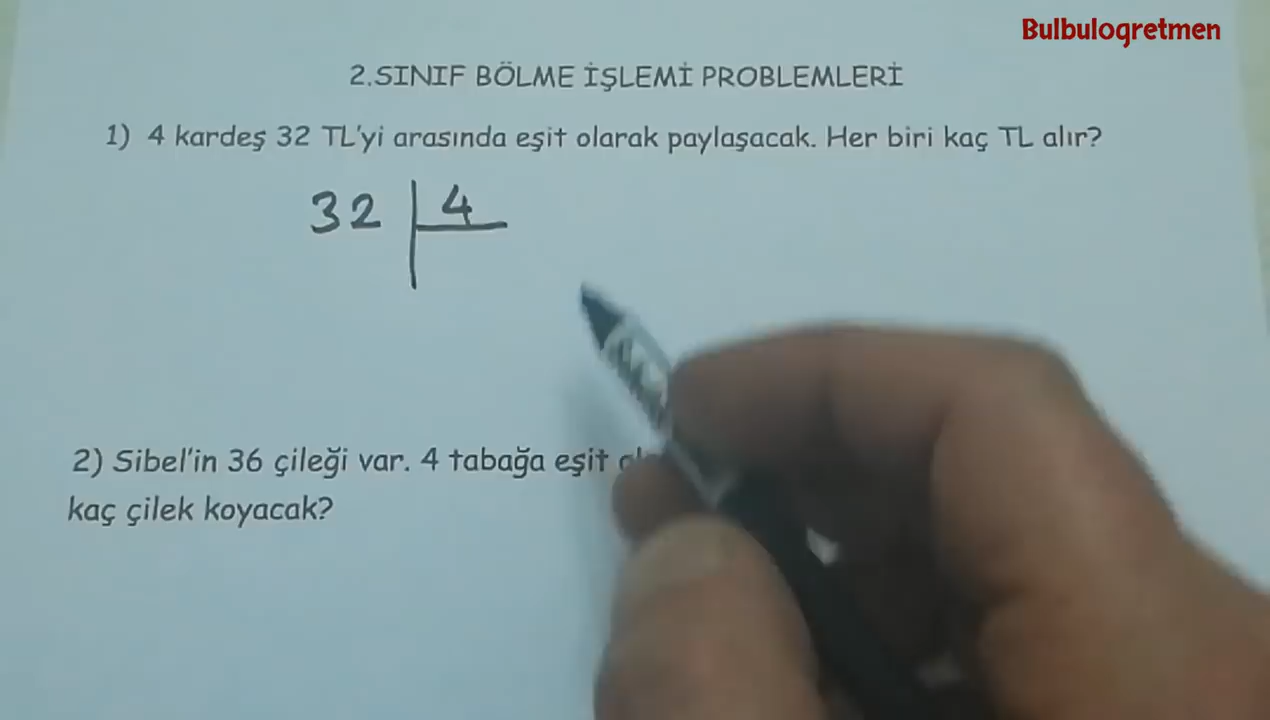 Bulbulogretmen
2.SINIF BÖLME İŞLEMİ PROBLEMLERİ
1) 4 kardeş 32 TL'yi arasında eşit olarak paylaşacak. Her biri kaç TL alır?
32 4
2) Sibel'in 36 çileği var. 4 tabağa eşit
kaç çilek koyacak?